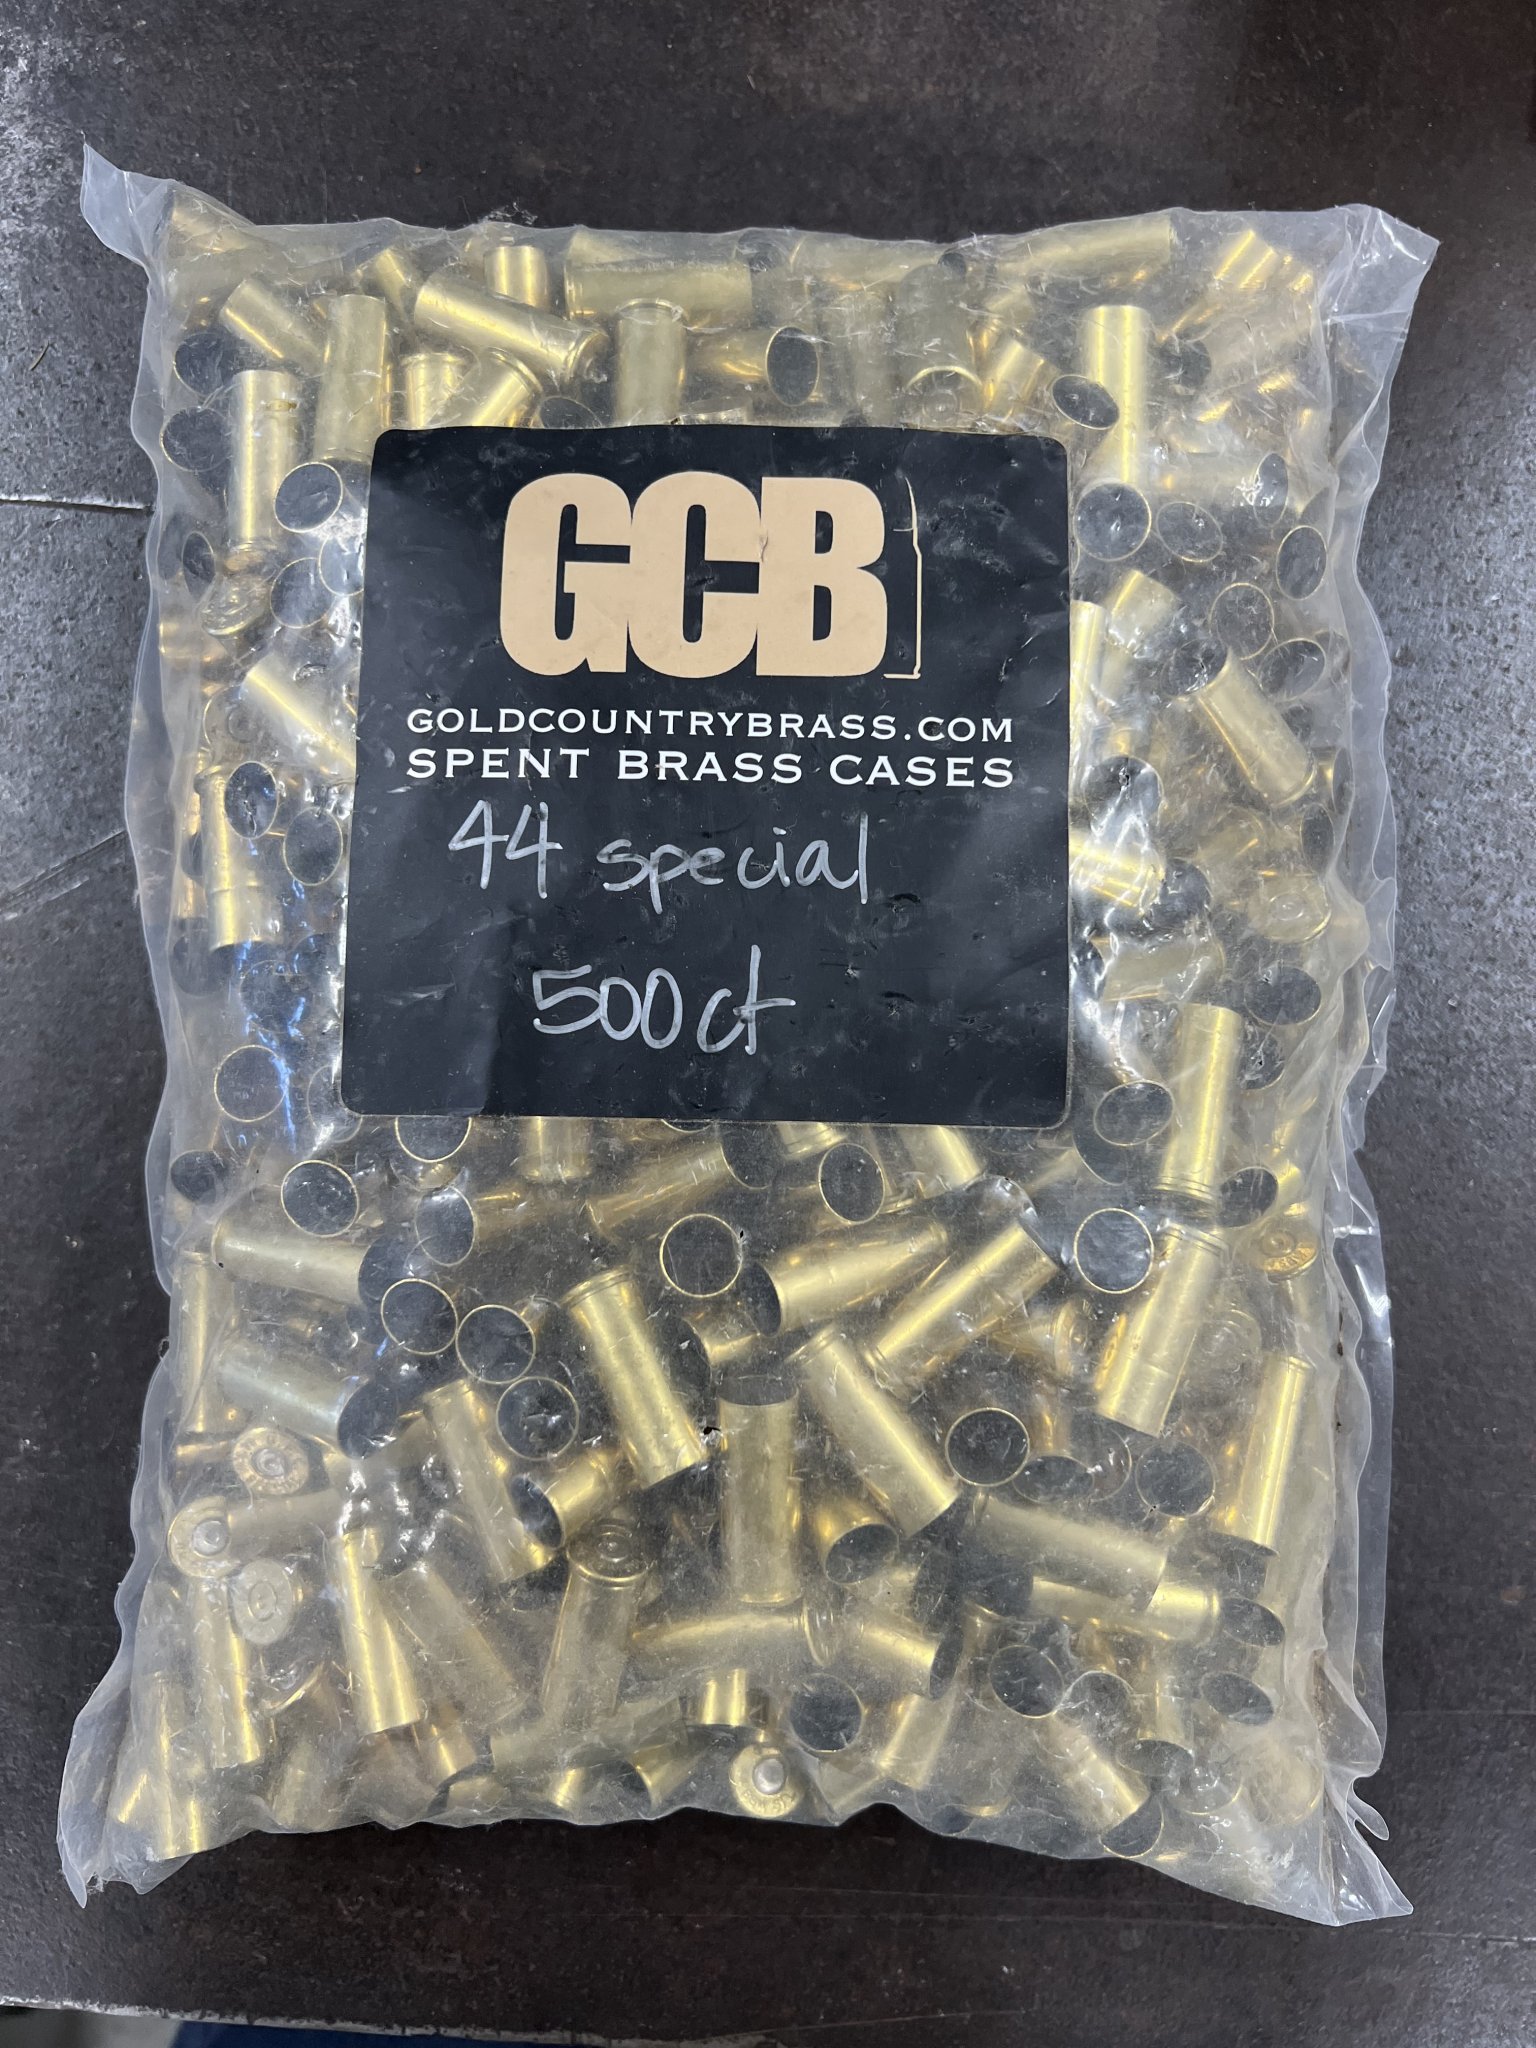 GCB
GOLDCOUNTRYBRASS.COM
SPENT BRASS CASES
44 special
500 ct